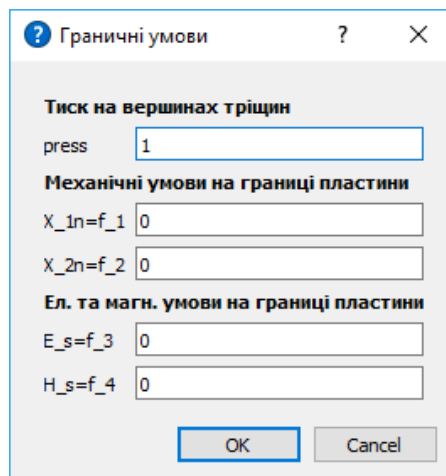 Граничні умови ?
Тиск на вершинах тріщин
press 1
Механічні умови на границі пластини
X_1n=f_1 0
X_2n=f_2 0
Ел. та магн. умови на границі пластини
E_s=f_3 0
H_s=f_4 0
OK Cancel